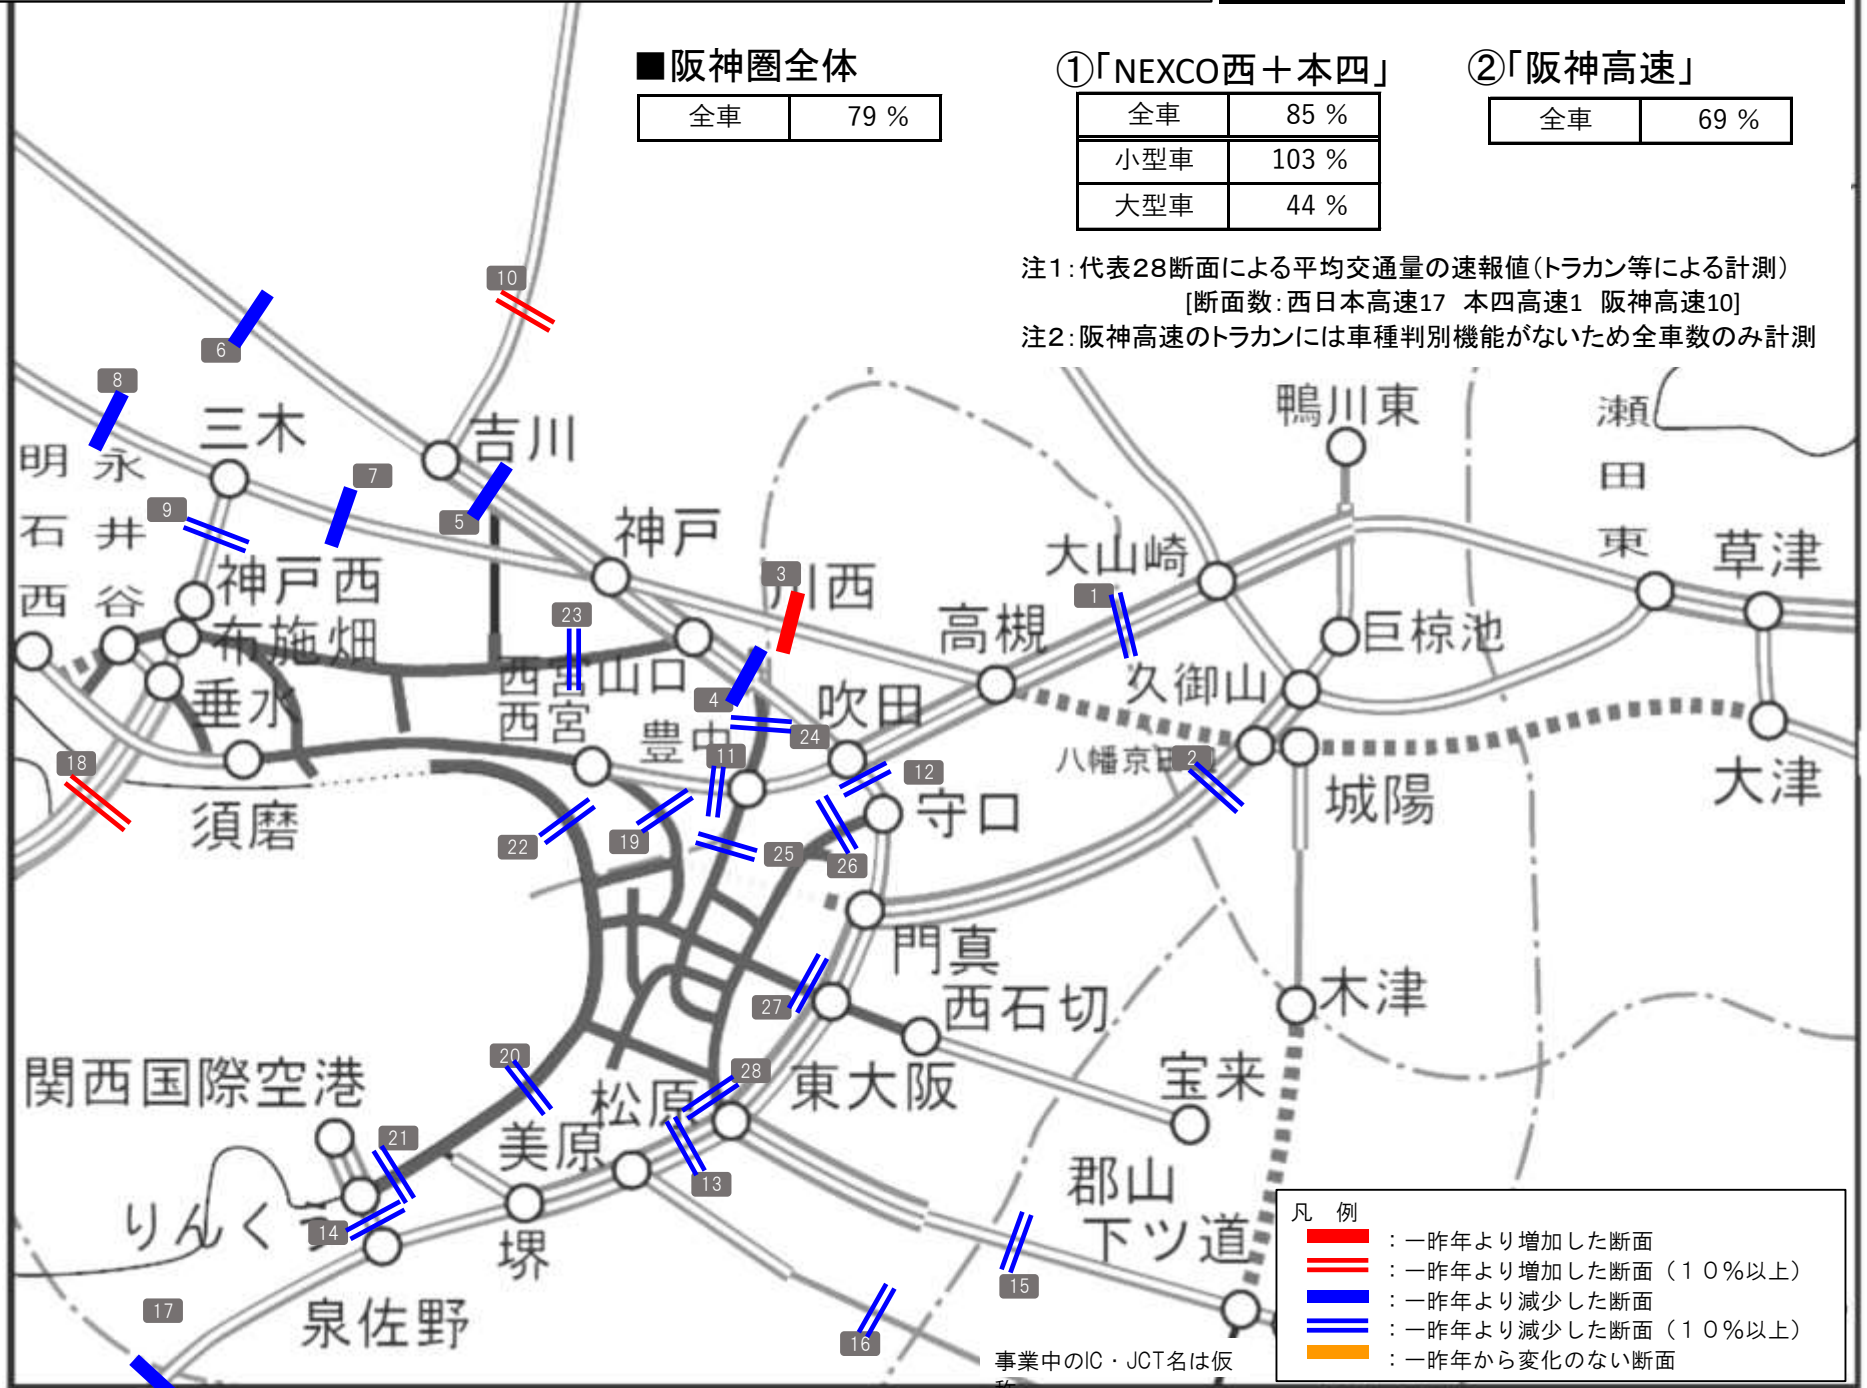 ■阪神圏全体
全車 79 %
①「NEXCO西＋本四」
全車 85 %
小型車 103 %
大型車 44 %
②「阪神高速」
全車 69 %
注1：代表28断面による平均交通量の速報値（トラカン等による計測）
[断面数：西日本高速17 本四高速1 阪神高速10]
注2：阪神高速のトラカンには車種判別機能がないため全車数のみ計測
10
6
8
三木
吉川
鴨川東
瀬田東
明石西
永井谷
7
9
5
神戸
大山崎
草津
神戸西
3
川西
1
高槻
23
布施畑
巨椋池
西宮山口
久御山
垂水
4
吹田
西宮
豊中
24
11
18
12
八幡京田辺
2
大津
須磨
守口
城陽
22
19
25
26
門真
27
西石切
木津
関西国際空港
20
松原
28
東大阪
宝来
21
美原
13
郡山
下ツ道
りんくう
14
堺
15
17
泉佐野
16
事業中のIC・JCT名は仮
称
凡 例
：一昨年より増加した断面
：一昨年より増加した断面（１０％以上）
：一昨年より減少した断面
：一昨年より減少した断面（１０％以上）
：一昨年から変化のない断面